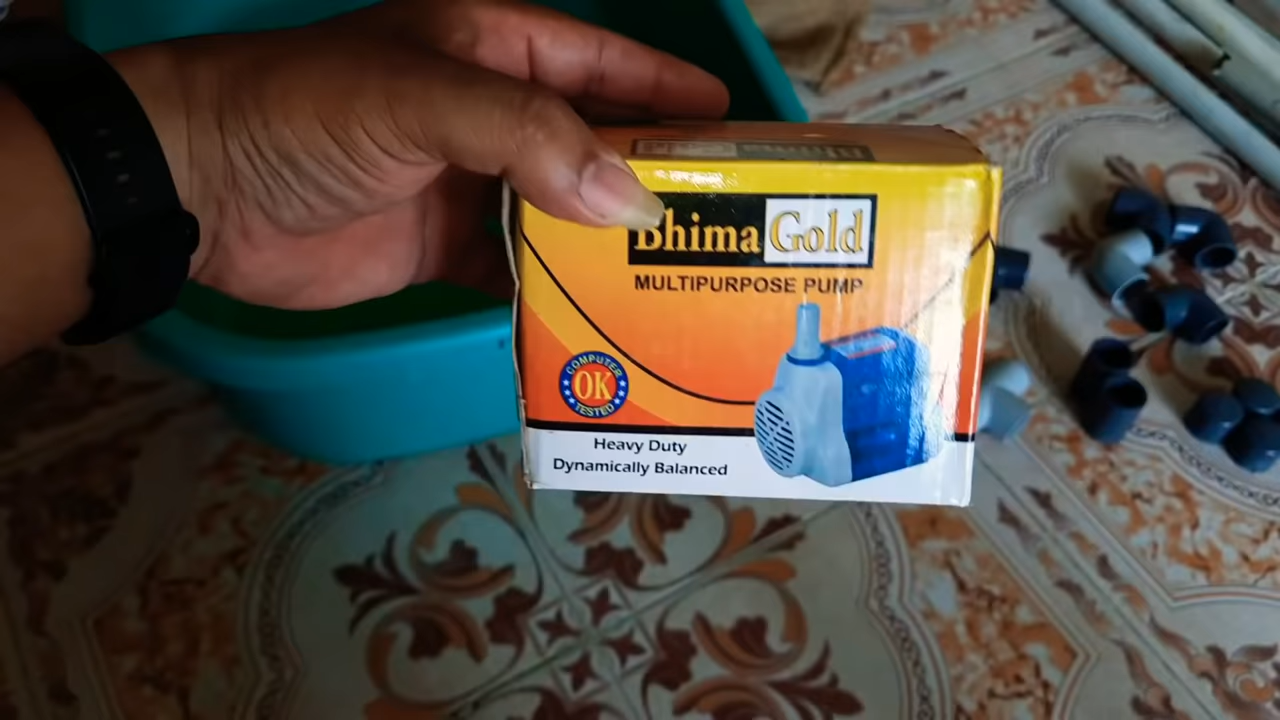 Bhima Gold
MULTIPURPOSE PUMP
COMPUTER
OK
TESTED
Heavy Duty
Dynamically Balanced